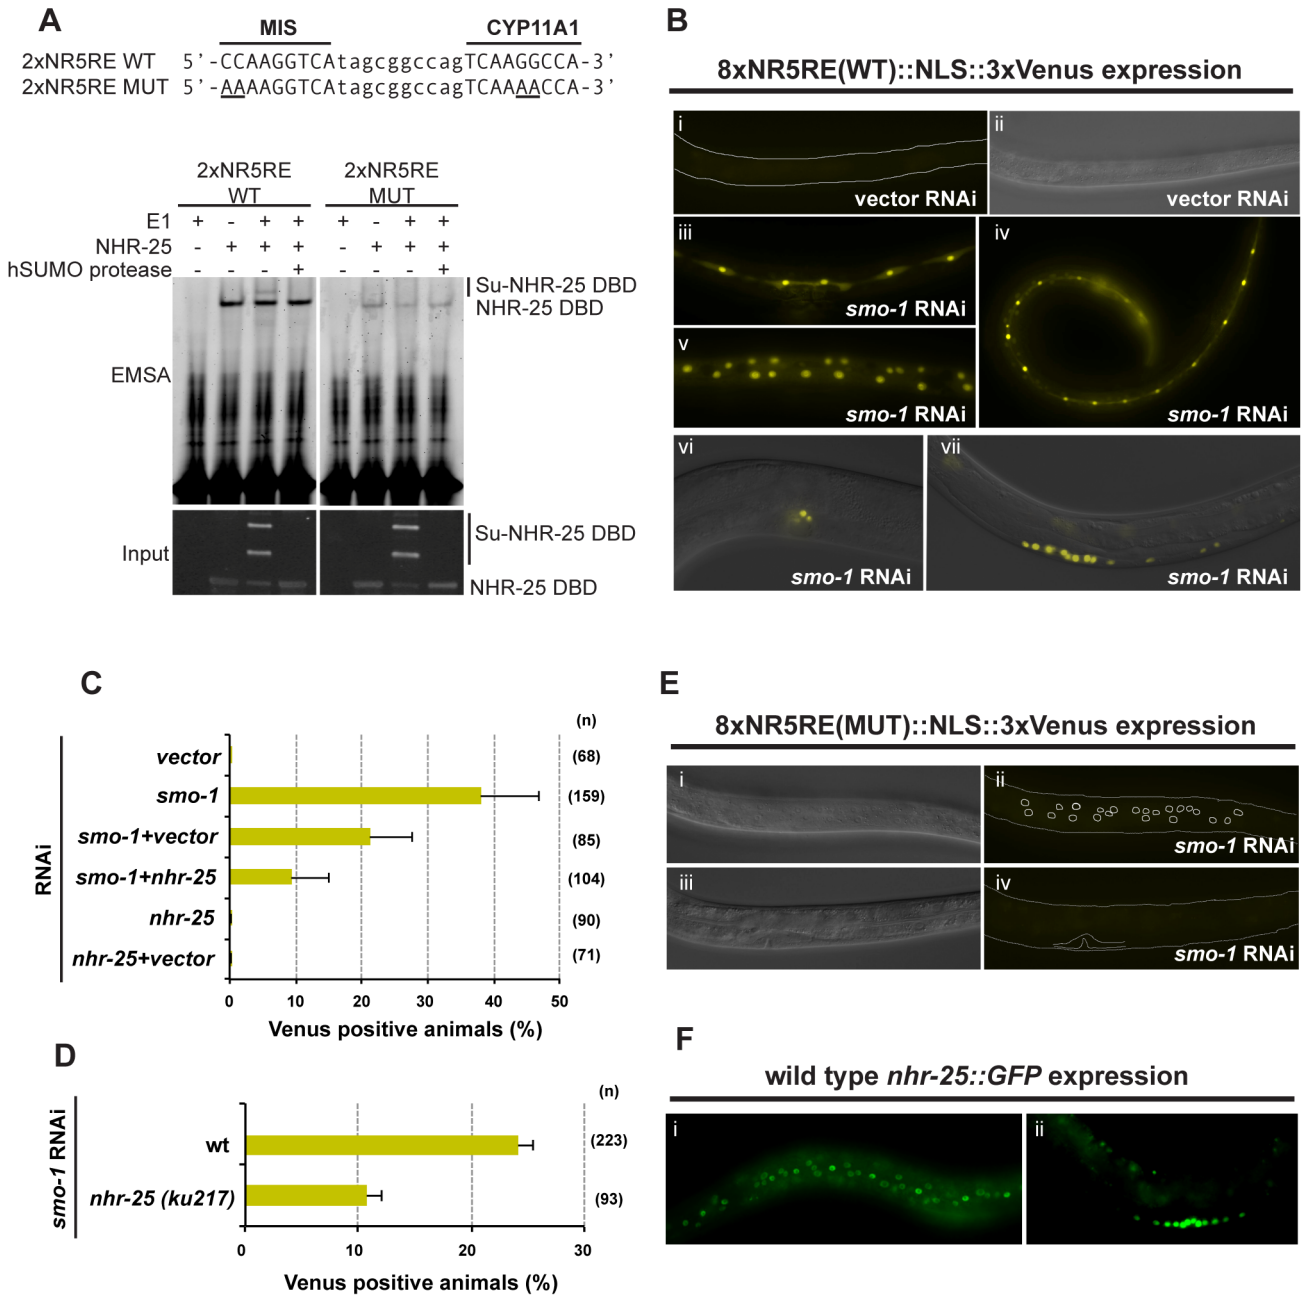 A
MIS CYP11A1
2xNR5RE WT 5'-CCAAGGTCAtagcggccagTCAAGGCCA-3'
2xNR5RE MUT 5'-AAAAGGTCAtagcggccagTCAAAACCA-3'
2xNR5RE WT
2xNR5RE MUT
E1 + - + + + - + +
NHR-25 - + + + - + + +
hSUMO protease - - - + - - - +
Su-NHR-25 DBD
NHR-25 DBD
EMSA
Su-NHR-25 DBD
Input
NHR-25 DBD
B
8xNR5RE(WT)::NLS::3xVenus expression
i
vector RNAi
ii
vector RNAi
iii
smo-1 RNAi
iv
smo-1 RNAi
v
smo-1 RNAi
vi
smo-1 RNAi
vii
smo-1 RNAi
C
(n)
RNAi
vector (68)
smo-1 (159)
smo-1+vector (85)
smo-1+nhr-25 (104)
nhr-25 (90)
nhr-25+vector (71)
0 10 20 30 40 50
Venus positive animals (%)
D
(n)
smo-1 RNAi
wt (223)
nhr-25 (ku217) (93)
0 10 20 30
Venus positive animals (%)
E
8xNR5RE(MUT)::NLS::3xVenus expression
i
ii
smo-1 RNAi
iii
iv
smo-1 RNAi
F
wild type nhr-25::GFP expression
i
ii